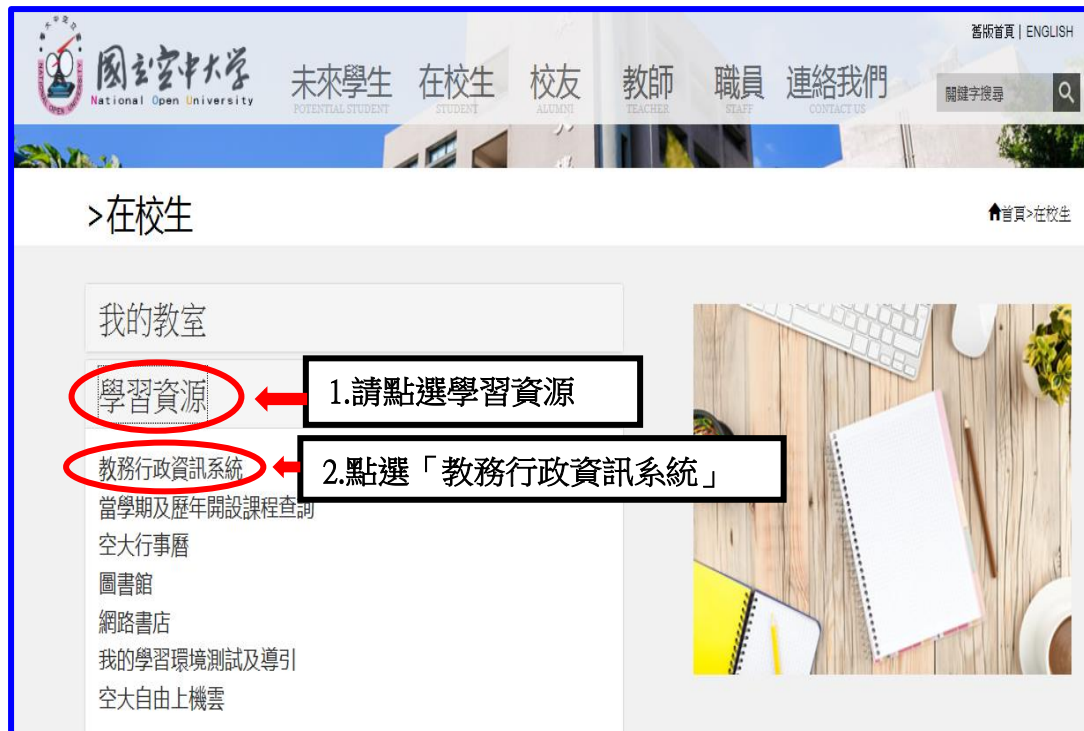 舊版首頁 | ENGLISH
國立空中大学
National Open University
未來學生 在校生 校友 教師 職員 連絡我們
POTENTIAL STUDENT STUDENT ALUMNI TEACHER STAFF CONTACT US
關鍵字搜尋
>在校生
首頁>在校生
我的教室
學習資源
1.請點選學習資源
教務行政資訊系統
2.點選「教務行政資訊系統」
當學期及歷年開設課程查詢
空大行事曆
圖書館
網路書店
我的學習環境測試及導引
空大自由上機雲